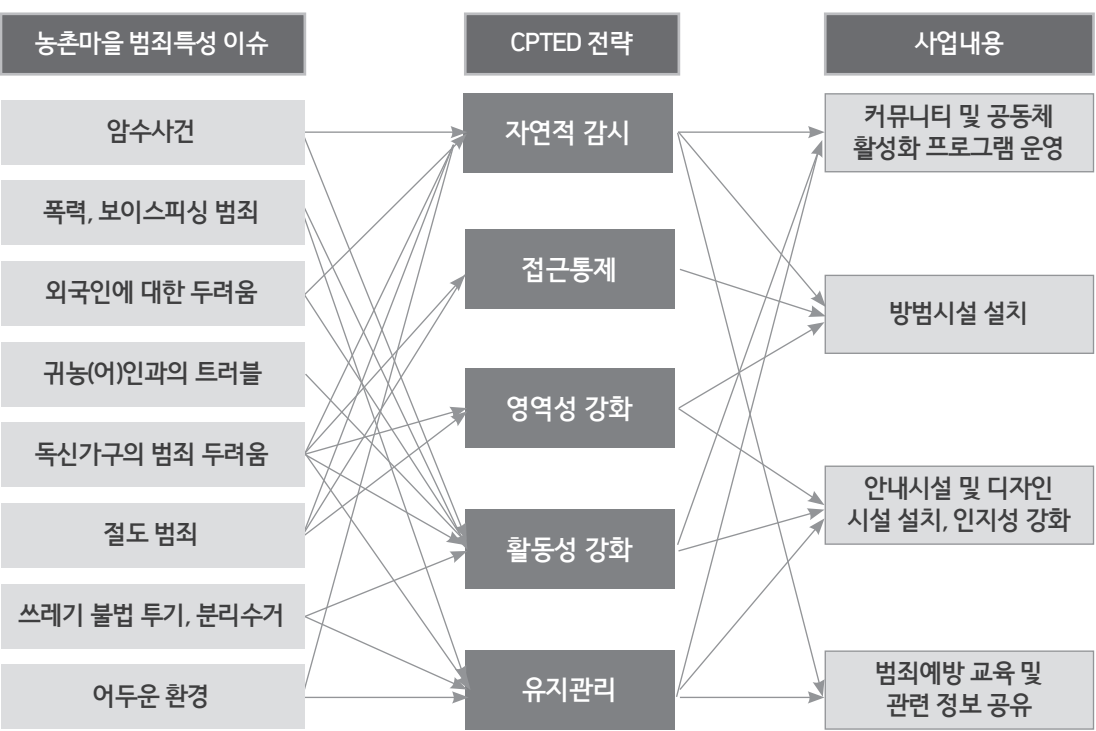 농촌마을 범죄특성 이슈
암수사건
폭력, 보이스피싱 범죄
외국인에 대한 두려움
귀농(어)인과의 트러블
독신가구의 범죄 두려움
절도 범죄
쓰레기 불법 투기, 분리수거
어두운 환경
CPTED 전략
자연적 감시
접근통제
영역성 강화
활동성 강화
유지관리
사업내용
커뮤니티 및 공동체
활성화 프로그램 운영
방범시설 설치
안내시설 및 디자인
시설 설치, 인지성 강화
범죄예방 교육 및
관련 정보 공유